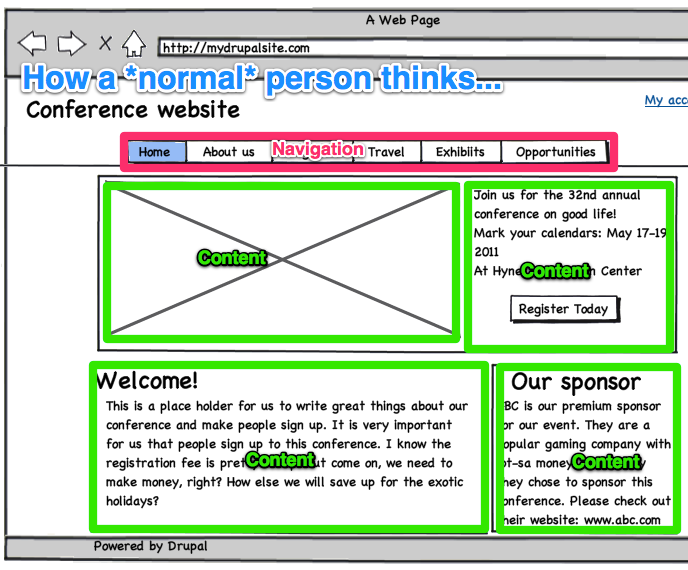 A Web Page
http://mydrupalsite.com
How a *normal* person thinks...
Conference website
My acc
Home About us Navigation Travel Exhibiits Opportunities
Join us for the 32nd annual
conference on good life!
Mark your calendars: May 17-19
2011
At Content Center
Content
Register Today
Welcome!
This is a place holder for us to write great things about our
conference and make people sign up. It is very important
for us that people sign up to this conference. I know the
registration fee is Content come on, we need to
make money, right? How else we will save up for the exotic
holidays?
Our sponsor
BC is our premium sponsor
or our event. They are a
opular gaming company with
ot-sa money Content
hey chose to sponsor this
onference. Please check out
heir website: www.abc.com
Powered by Drupal